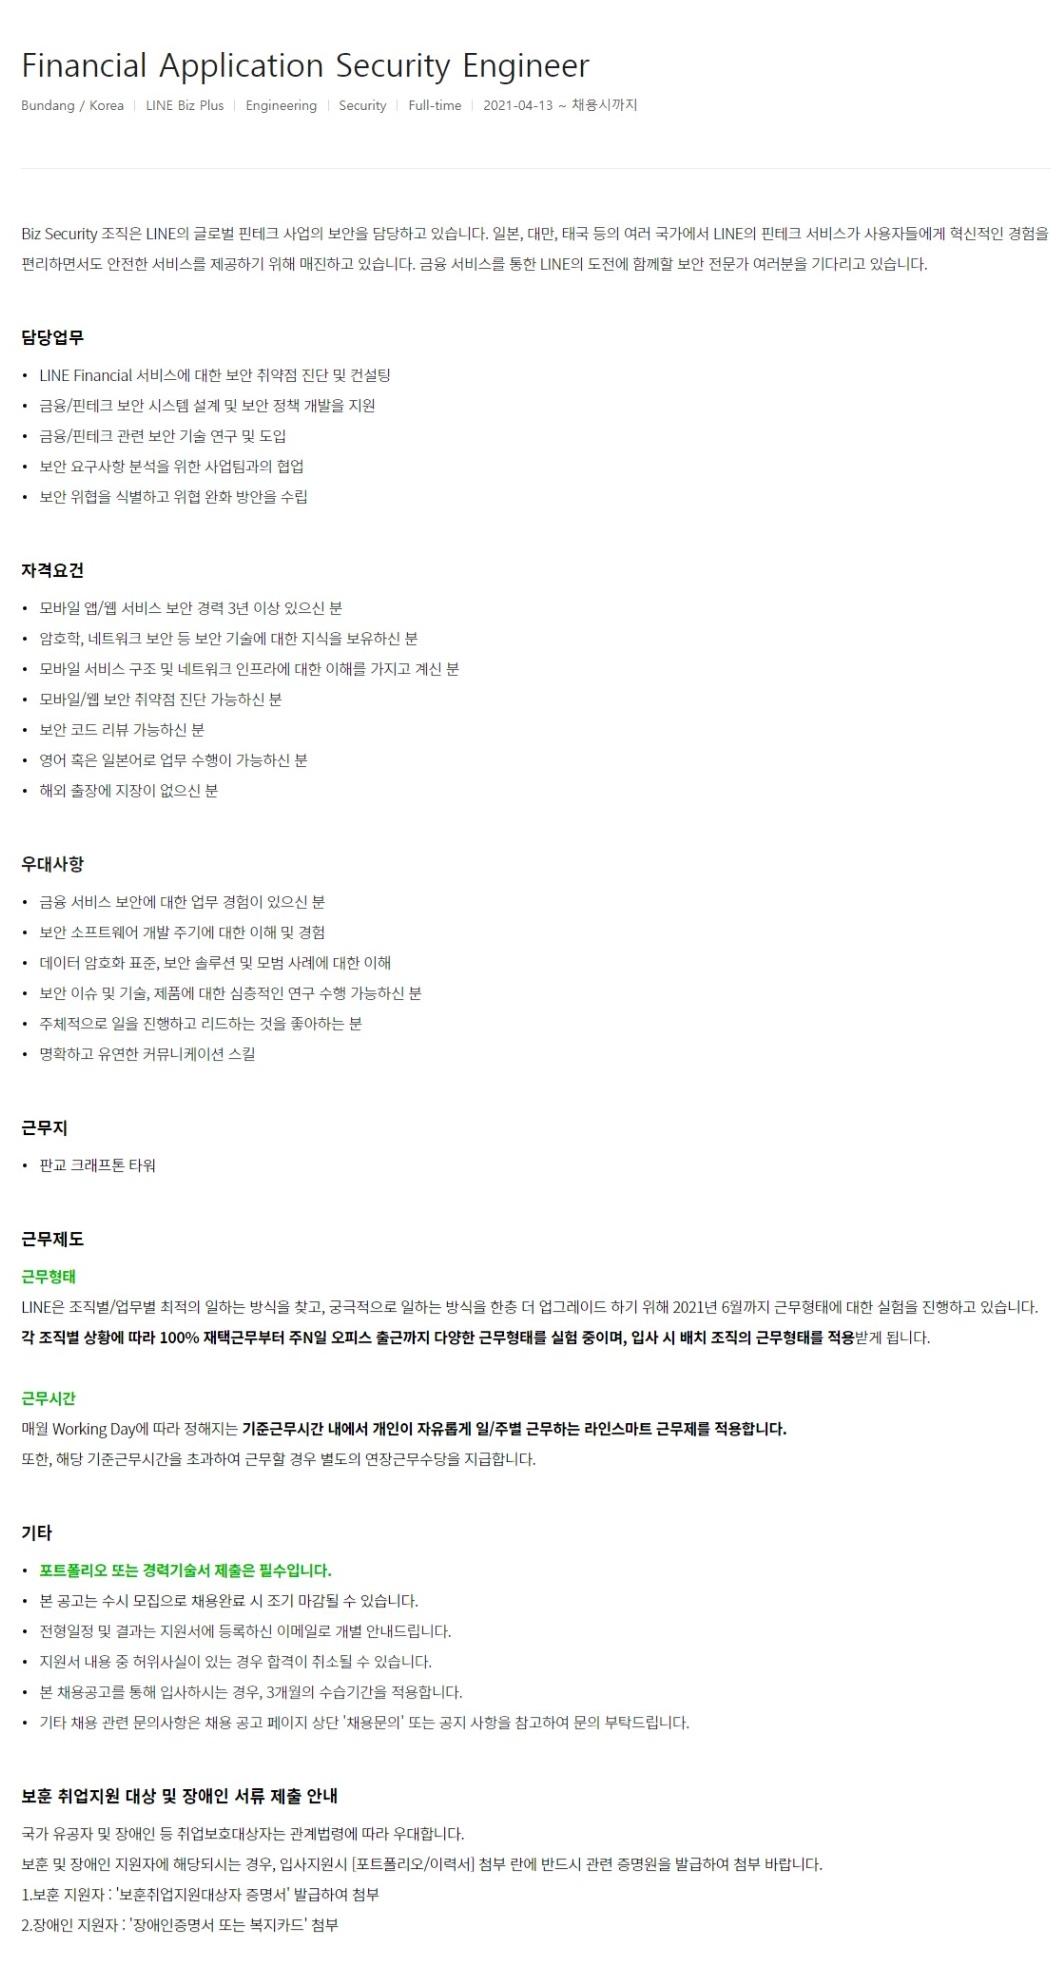 Financial Application Security Engineer
Bundang / Korea | LINE Biz Plus | Engineering | Security | Full-time | 2021-04-13 ~ 채용시까지
Biz Security 조직은 LINE의 글로벌 핀테크 사업의 보안을 담당하고 있습니다. 일본, 대만, 태국 등의 여러 국가에서 LINE의 핀테크 서비스가 사용자들에게 혁신적인 경험을
편리하면서도 안전한 서비스를 제공하기 위해 매진하고 있습니다. 금융 서비스를 통한 LINE의 도전에 함께할 보안 전문가 여러분을 기다리고 있습니다.
담당업무
• LINE Financial 서비스에 대한 보안 취약점 진단 및 컨설팅
• 금융/핀테크 보안 시스템 설계 및 보안 정책 개발을 지원
• 금융/핀테크 관련 보안 기술 연구 및 도입
• 보안 요구사항 분석을 위한 사업팀과의 협업
• 보안 위협을 식별하고 위협 완화 방안을 수립
자격요건
• 모바일 앱/웹 서비스 보안 경력 3년 이상 있으신 분
• 암호학, 네트워크 보안 등 보안 기술에 대한 지식을 보유하신 분
• 모바일 서비스 구조 및 네트워크 인프라에 대한 이해를 가지고 계신 분
• 모바일/웹 보안 취약점 진단 가능하신 분
• 보안 코드 리뷰 가능하신 분
• 영어 혹은 일본어로 업무 수행이 가능하신 분
• 해외 출장에 지장이 없으신 분
우대사항
• 금융 서비스 보안에 대한 업무 경험이 있으신 분
• 보안 소프트웨어 개발 주기에 대한 이해 및 경험
• 데이터 암호화 표준, 보안 솔루션 및 모범 사례에 대한 이해
• 보안 이슈 및 기술, 제품에 대한 심층적인 연구 수행 가능하신 분
• 주체적으로 일을 진행하고 리드하는 것을 좋아하는 분
• 명확하고 유연한 커뮤니케이션 스킬
근무지
• 판교 크래프톤 타워
근무제도
근무형태
LINE은 조직별/업무별 최적의 일하는 방식을 찾고, 궁극적으로 일하는 방식을 한층 더 업그레이드 하기 위해 2021년 6월까지 근무형태에 대한 실험을 진행하고 있습니다.
각 조직별 상황에 따라 100% 재택근무부터 주N일 오피스 출근까지 다양한 근무형태를 실험 중이며, 입사 시 배치 조직의 근무형태를 적용받게 됩니다.
근무시간
매월 Working Day에 따라 정해지는 기준근무시간 내에서 개인이 자유롭게 일/주별 근무하는 라인스마트 근무제를 적용합니다.
또한, 해당 기준근무시간을 초과하여 근무할 경우 별도의 연장근무수당을 지급합니다.
기타
• 포트폴리오 또는 경력기술서 제출은 필수입니다.
• 본 공고는 수시 모집으로 채용완료 시 조기 마감될 수 있습니다.
• 전형일정 및 결과는 지원서에 등록하신 이메일로 개별 안내드립니다.
• 지원서 내용 중 허위사실이 있는 경우 합격이 취소될 수 있습니다.
• 본 채용공고를 통해 입사하시는 경우, 3개월의 수습기간을 적용합니다.
• 기타 채용 관련 문의사항은 채용 공고 페이지 상단 '채용문의' 또는 공지 사항을 참고하여 문의 부탁드립니다.
보훈 취업지원 대상 및 장애인 서류 제출 안내
국가 유공자 및 장애인 등 취업보호대상자는 관계법령에 따라 우대합니다.
보훈 및 장애인 지원자에 해당되시는 경우, 입사지원시 [포트폴리오/이력서] 첨부 란에 반드시 관련 증명원을 발급하여 첨부 바랍니다.
1.보훈 지원자 : '보훈취업지원대상자 증명서' 발급하여 첨부
2.장애인 지원자 : '장애인증명서 또는 복지카드' 첨부